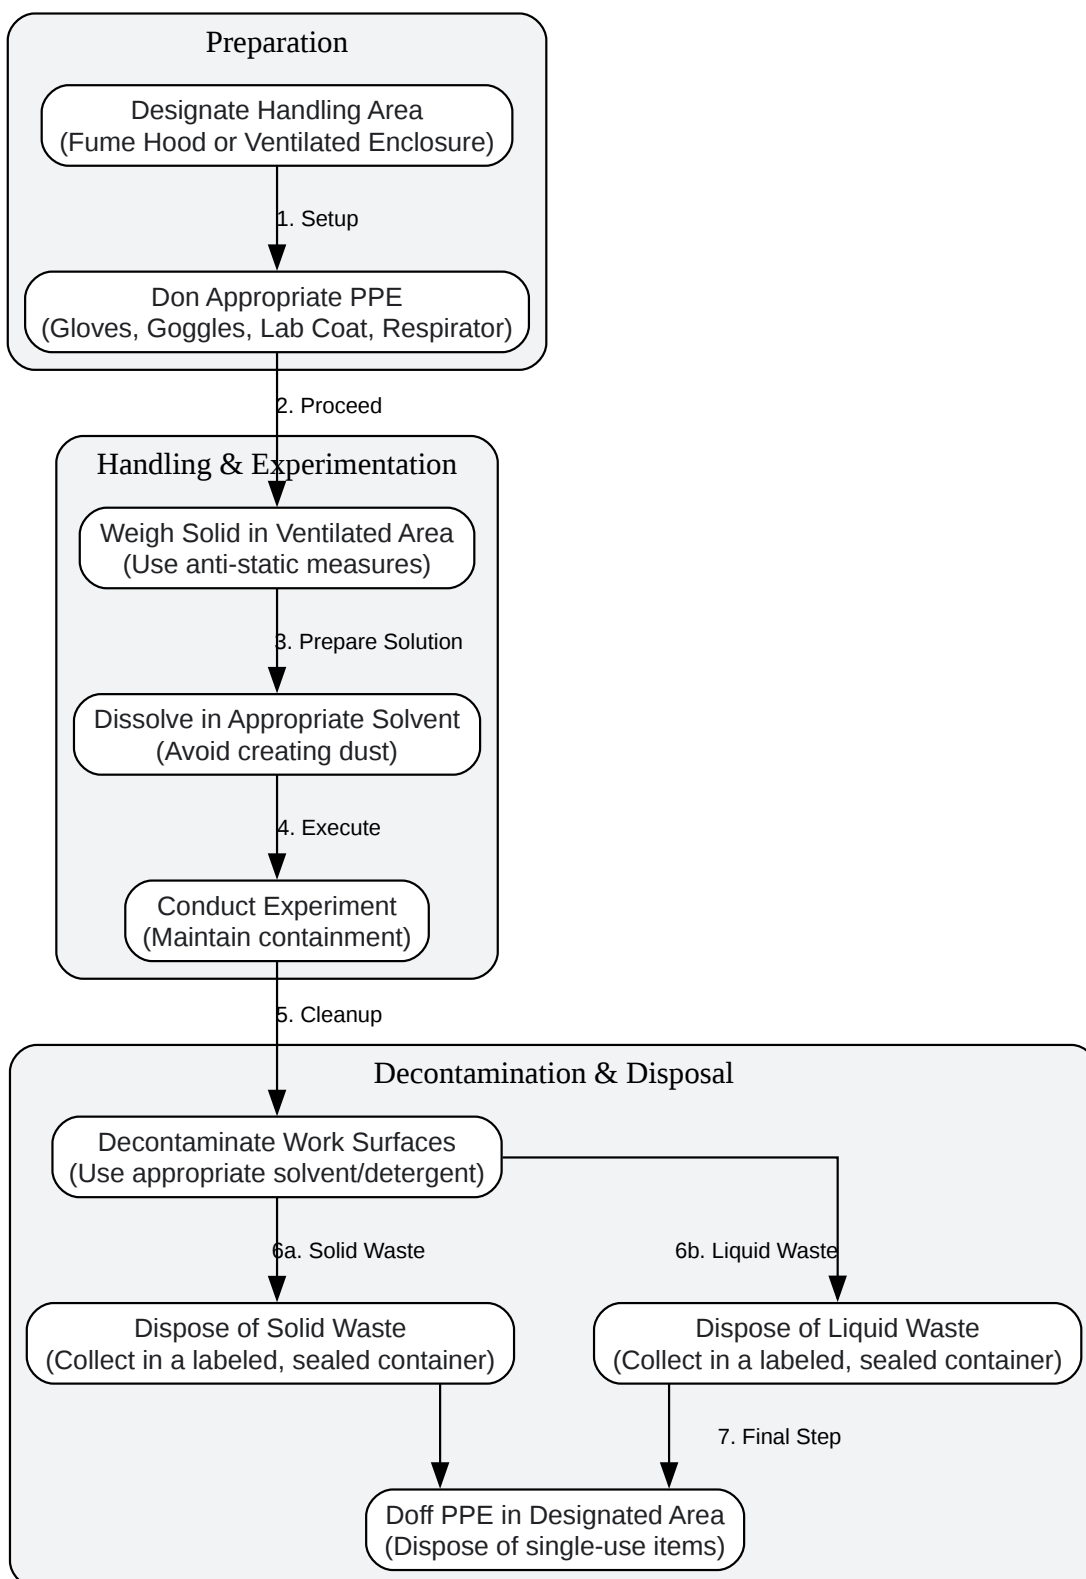 Preparation
Designate Handling Area
(Fume Hood or Ventilated Enclosure)
1. Setup
Don Appropriate PPE
(Gloves, Goggles, Lab Coat, Respirator)
2. Proceed
Handling & Experimentation
Weigh Solid in Ventilated Area
(Use anti-static measures)
3. Prepare Solution
Dissolve in Appropriate Solvent
(Avoid creating dust)
4. Execute
Conduct Experiment
(Maintain containment)
5. Cleanup
Decontamination & Disposal
Decontaminate Work Surfaces
(Use appropriate solvent/detergent)
6a. Solid Waste
6b. Liquid Waste
Dispose of Solid Waste
(Collect in a labeled, sealed container)
Dispose of Liquid Waste
(Collect in a labeled, sealed container)
7. Final Step
Doff PPE in Designated Area
(Dispose of single-use items)